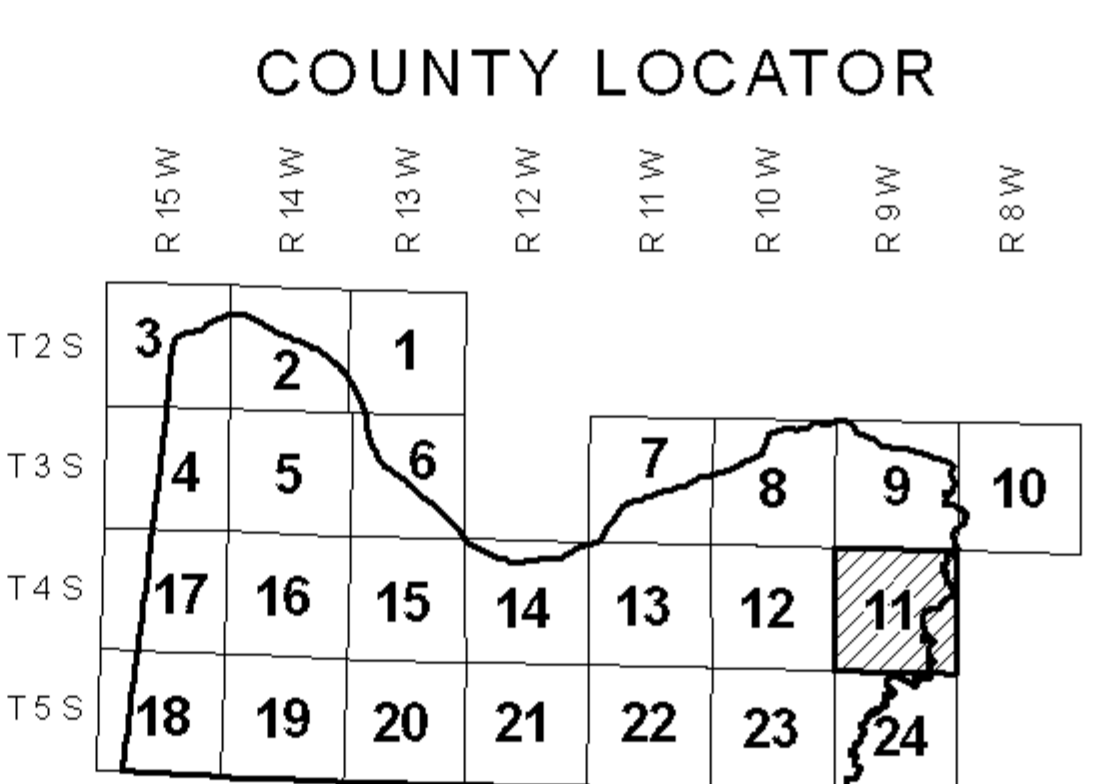 COUNTY LOCATOR
R 15 W R 14 W R 13 W R 12 W R 11 W R 10 W R 9 W R 8 W
T 2 S 3 2 1
T 3 S 4 5 6 7 8 9 10
T 4 S 17 16 15 14 13 12 11
T 5 S 18 19 20 21 22 23 24